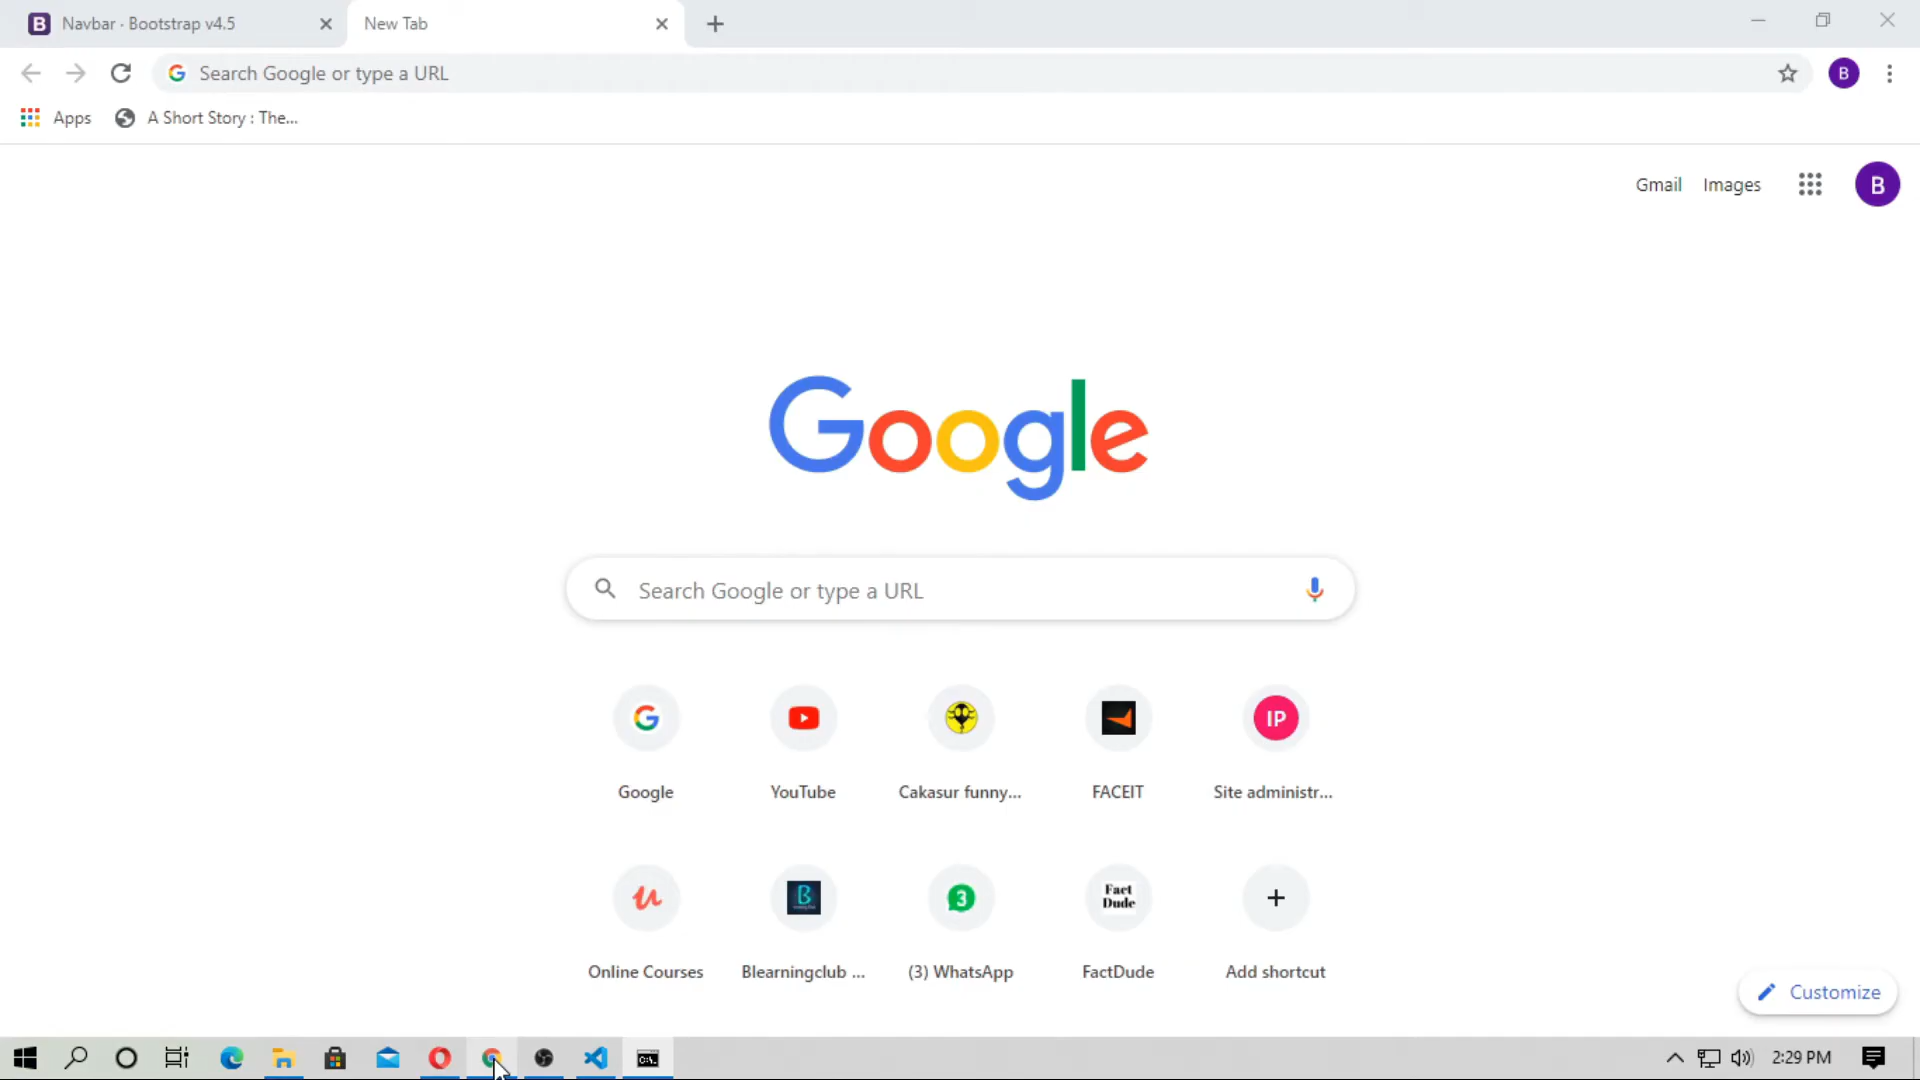 B Navbar · Bootstrap v4.5
New Tab
Search Google or type a URL
B
Apps
A Short Story : The...
Gmail
Images
B
Google
Search Google or type a URL
IP
Google
YouTube
Cakasur funny...
FACEIT
Site administr...
B
3
Fact
Dude
Online Courses
Blearningclub ...
(3) WhatsApp
FactDude
Add shortcut
Customize
C:\.
2:29 PM